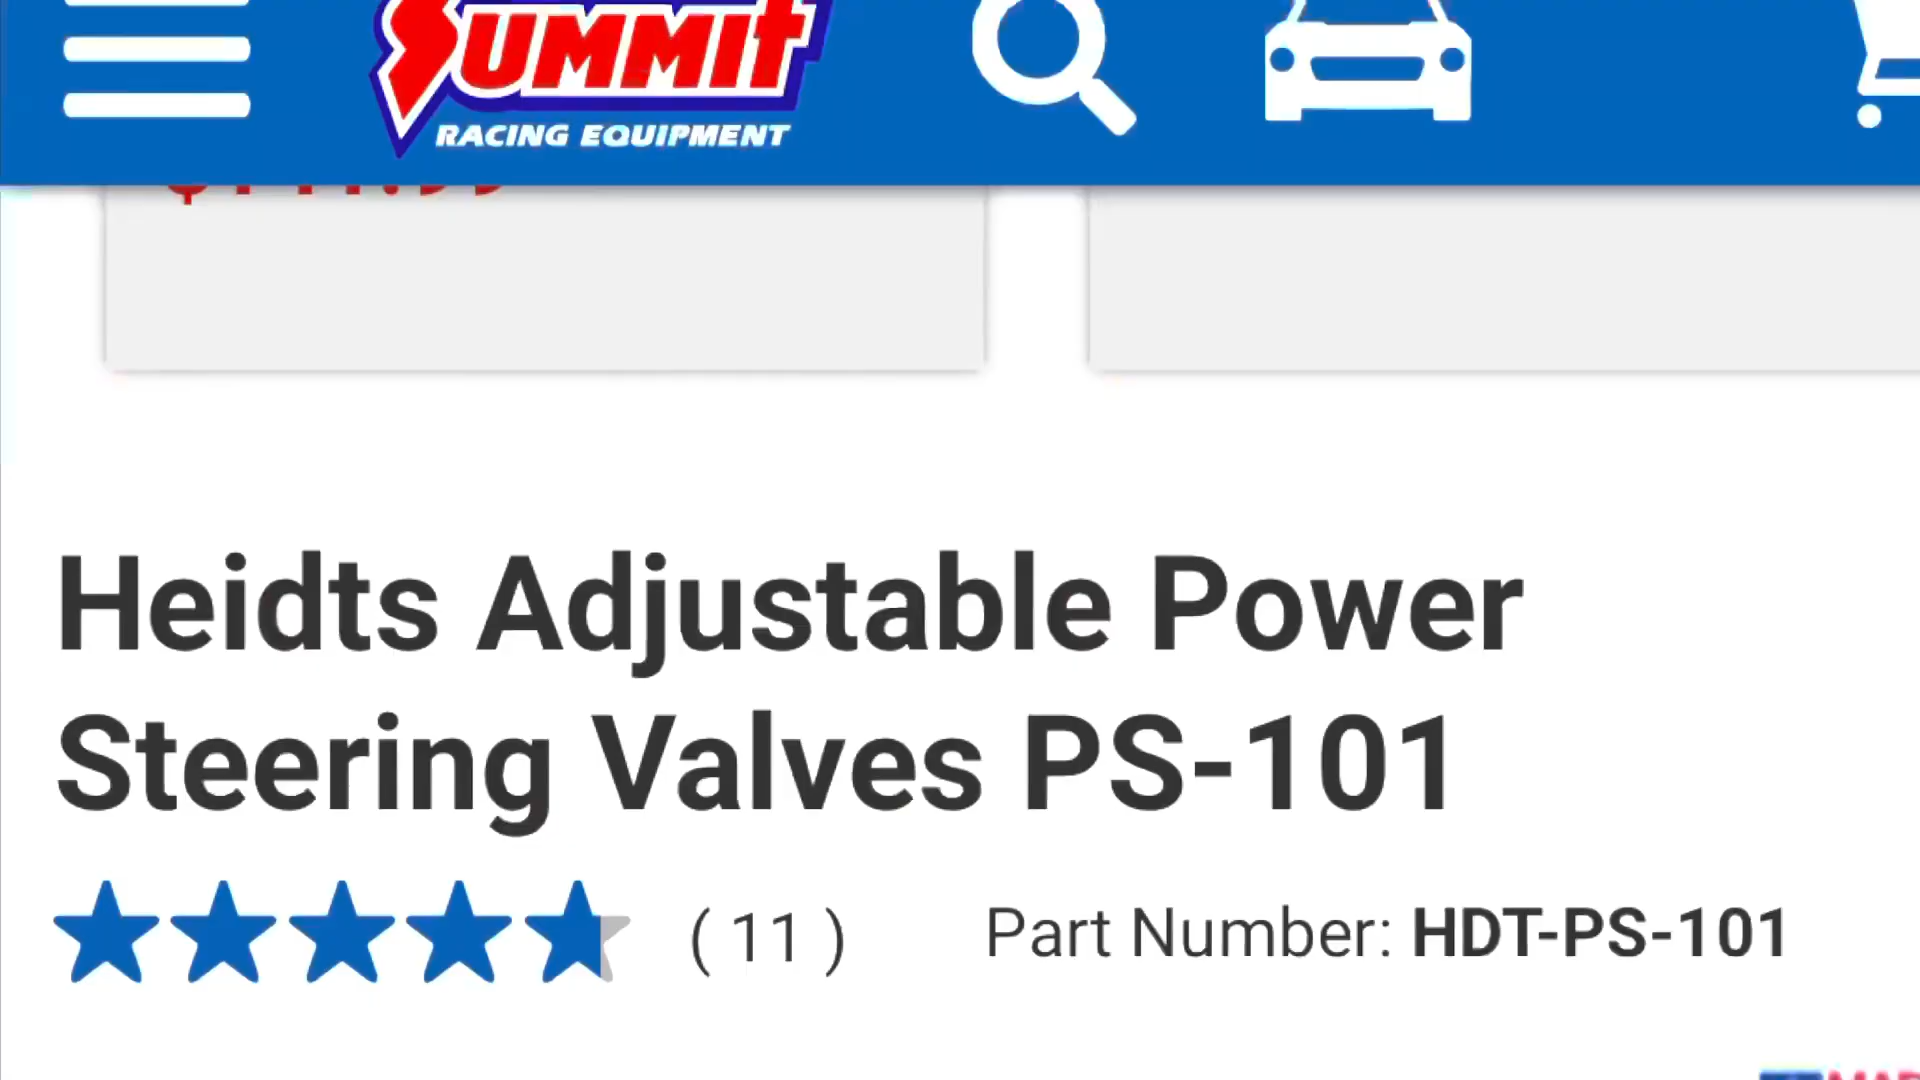 SUMMIT
RACING EQUIPMENT
Heidts Adjustable Power
Steering Valves PS-101
( 11 ) Part Number: HDT-PS-101